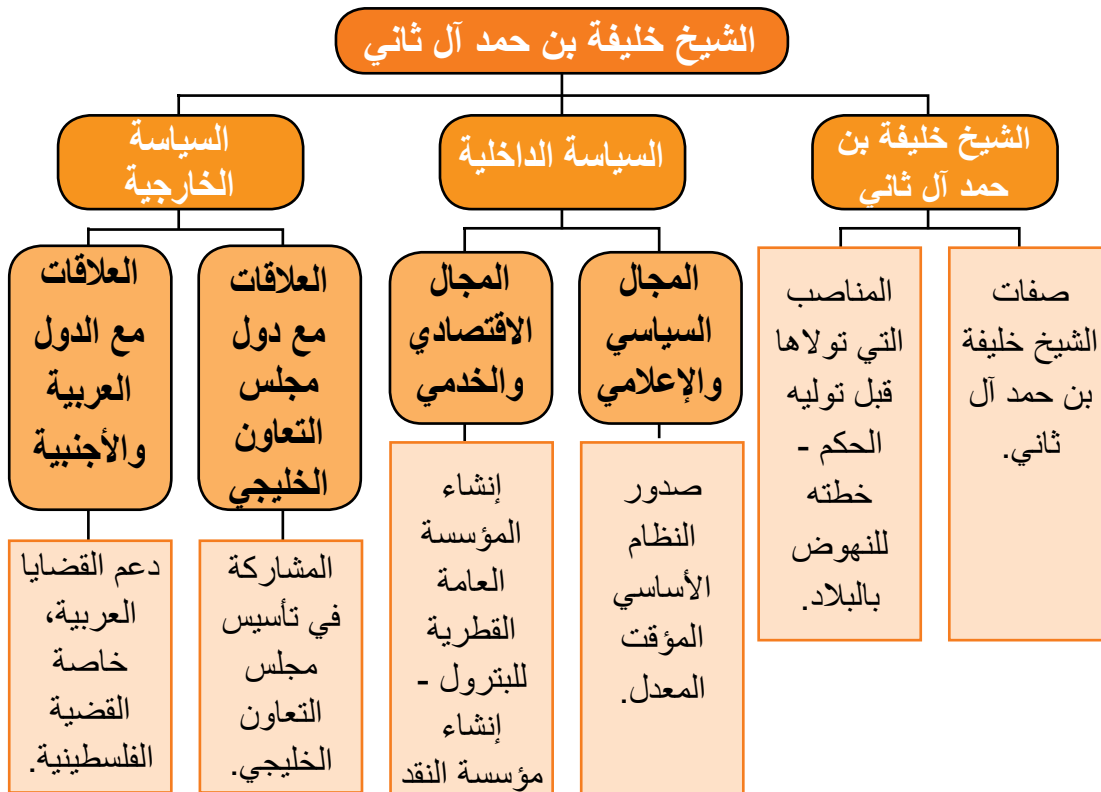 الشيخ خليفة بن حمد آل ثاني
الشيخ خليفة بن
حمد آل ثاني
صفات
الشيخ خليفة
بن حمد آل
ثاني.
المناصب
التي تولاها
قبل توليه
الحكم -
خطته
للنهوض
بالبلاد.
السياسة الداخلية
المجال
السياسي
والإعلامي
صدور
النظام
الأساسي
المؤقت
المعدل.
المجال
الاقتصادي
والخدمي
إنشاء
المؤسسة
العامة
القطرية
للبترول -
إنشاء
مؤسسة النقد
السياسة
الخارجية
العلاقات
مع دول
مجلس
التعاون
الخليجي
المشاركة
في تأسيس
مجلس
التعاون
الخليجي.
العلاقات
مع الدول
العربية
والأجنبية
دعم القضايا
العربية،
خاصة
القضية
الفلسطينية.